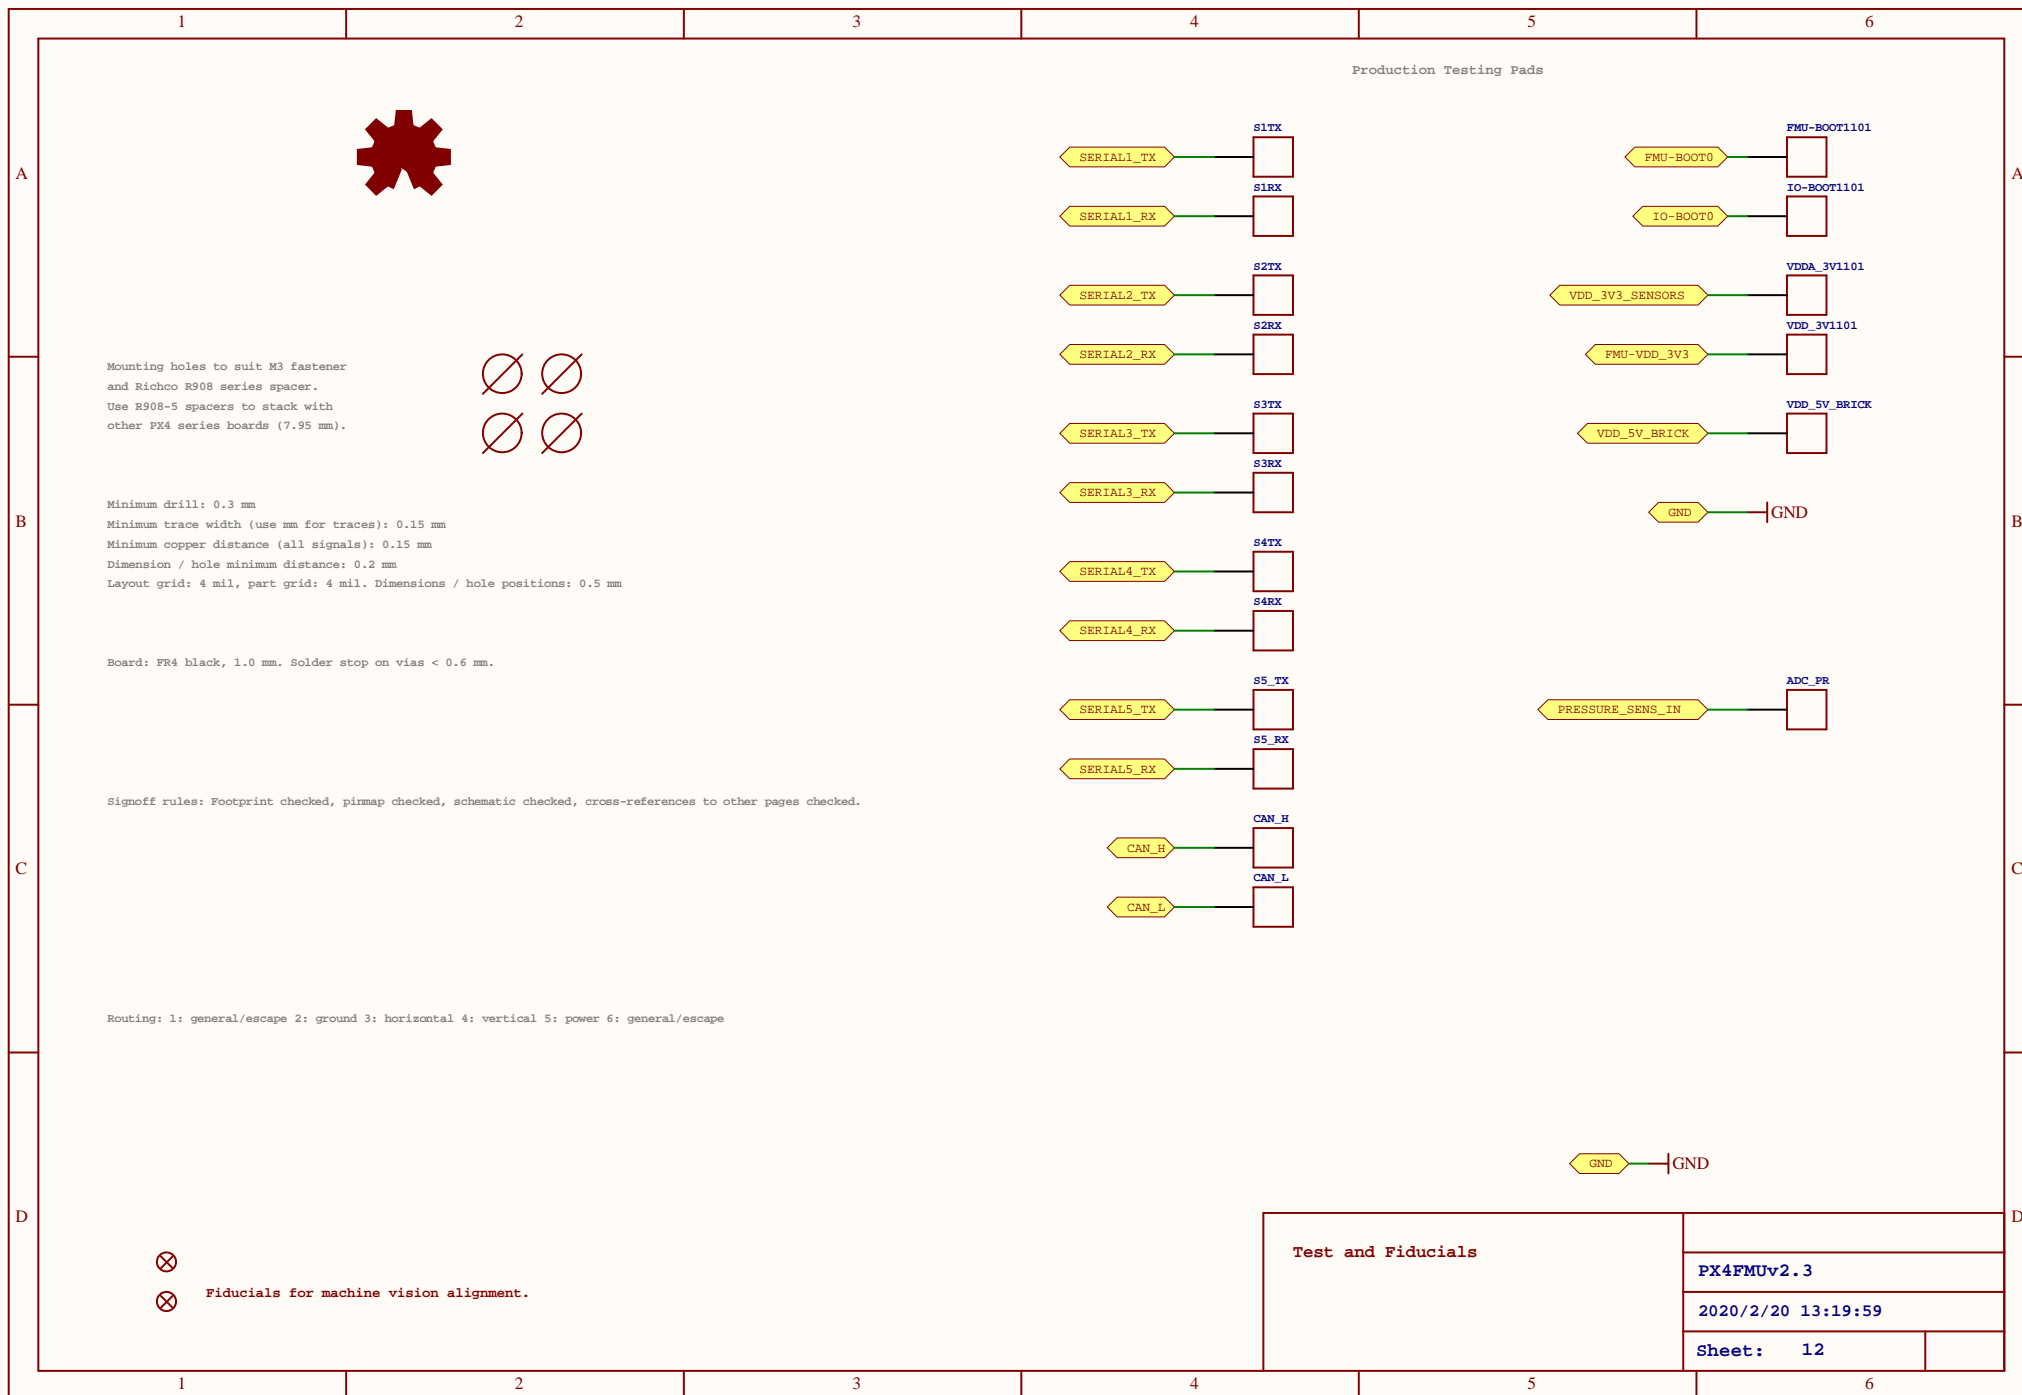 1 2 3 4 5 6
Production Testing Pads
A
A
S1TX
SERIAL1_TX
S1RX
SERIAL1_RX
S2TX
SERIAL2_TX
S2RX
SERIAL2_RX
S3TX
SERIAL3_TX
S3RX
SERIAL3_RX
S4TX
SERIAL4_TX
S4RX
SERIAL4_RX
S5_TX
SERIAL5_TX
S5_RX
SERIAL5_RX
CAN_H
CAN_H
CAN_L
CAN_L
FMU-BOOT1101
FMU-BOOT0
IO-BOOT1101
IO-BOOT0
VDDA_3V1101
VDD_3V3_SENSORS
VDD_3V1101
FMU-VDD_3V3
VDD_5V_BRICK
VDD_5V_BRICK
GND GND
ADC_PR
PRESSURE_SENS_IN
Mounting holes to suit M3 fastener
and Richco R908 series spacer.
Use R908-5 spacers to stack with
other PX4 series boards (7.95 mm).
B
B
Minimum drill: 0.3 mm
Minimum trace width (use mm for traces): 0.15 mm
Minimum copper distance (all signals): 0.15 mm
Dimension / hole minimum distance: 0.2 mm
Layout grid: 4 mil, part grid: 4 mil. Dimensions / hole positions: 0.5 mm
Board: FR4 black, 1.0 mm. Solder stop on vias < 0.6 mm.
Signoff rules: Footprint checked, pinmap checked, schematic checked, cross-references to other pages checked.
C
C
Routing: 1: general/escape 2: ground 3: horizontal 4: vertical 5: power 6: general/escape
GND GND
D
D
Fiducials for machine vision alignment.
Test and Fiducials
PX4FMUv2.3
2020/2/20 13:19:59
Sheet: 12
1 2 3 4 5 6